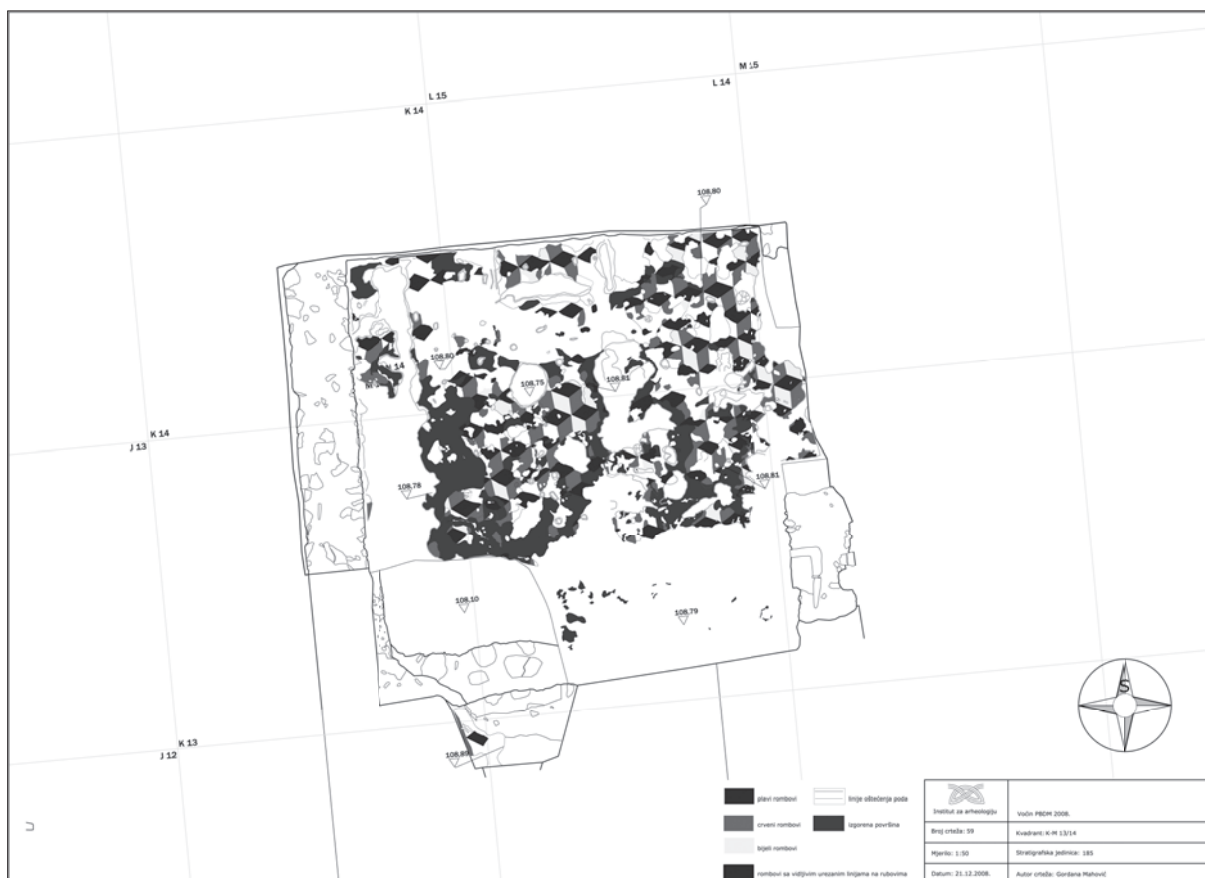 M 15
L 15
L 14
K 14
108.80
108.80
14
108.75
108.81
K 14
J 13
108.78
108.81
108.10
108.79
K 13
J 12
108.89
S
plavi rombovi
linije oštećenja poda
crveni rombovi
izgorena površina
bijeli rombovi
rombovi sa vidljivim urezanim linijama na rubovima
Institut za arheologiju
Voćin PBDM 2008.
Broj crteža: 59
Kvadrant: K-M 13/14
Mjerilo: 1:50
Stratigrafska jedinica: 185
Datum: 21.12.2008.
Autor crteža: Gordana Mahović